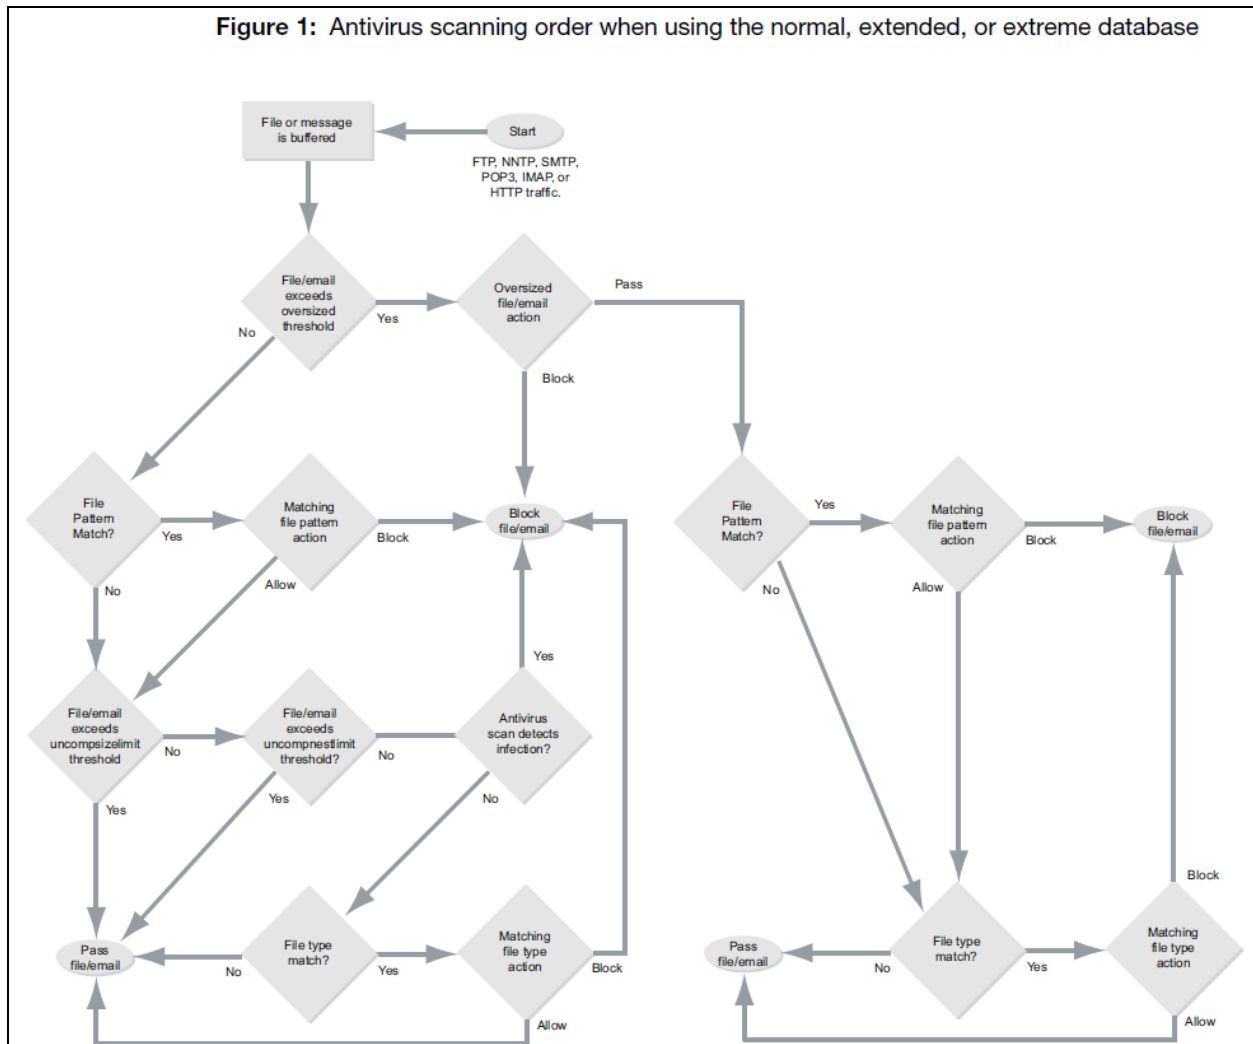 Figure 1: Antivirus scanning order when using the normal, extended, or extreme database
File or message
is buffered
Start
FTP, NNTP, SMTP,
POP3, IMAP, or
HTTP traffic.
File/email
exceeds
oversized
threshold
No
Yes
Oversized
file/email
action
Pass
Block
File
Pattern
Match?
Yes
No
Matching
file pattern
action
Block
Allow
Block
file/email
File
Pattern
Match?
Yes
No
Matching
file pattern
action
Block
Allow
Block
file/email
File/email
exceeds
uncompsizelimit
threshold
No
Yes
File/email
exceeds
uncompnestlimit
threshold?
No
Yes
Antivirus
scan detects
infection?
Yes
No
Pass
file/email
No
File type
match?
Yes
Matching
file type
action
Block
Allow
Pass
file/email
No
File type
match?
Yes
Matching
file type
action
Block
Allow